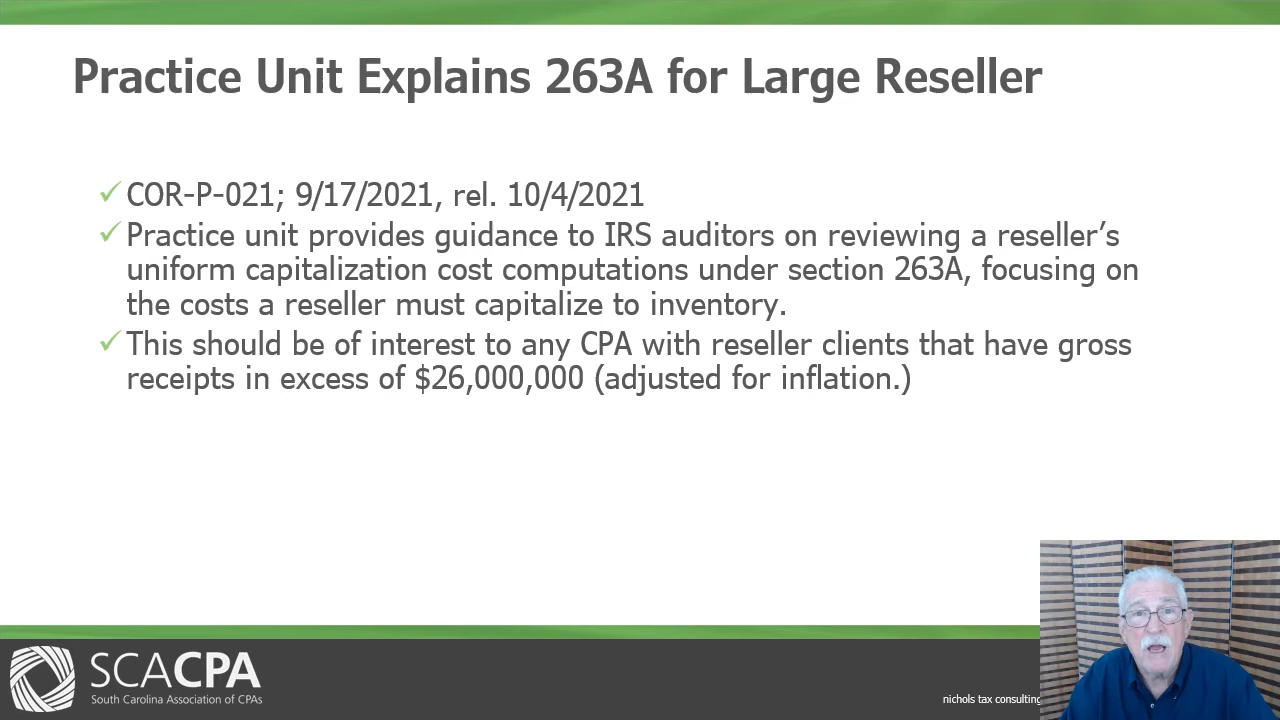 Practice Unit Explains 263A for Large Reseller
✓ COR-P-021; 9/17/2021, rel. 10/4/2021
✓ Practice unit provides guidance to IRS auditors on reviewing a reseller’s
uniform capitalization cost computations under section 263A, focusing on
the costs a reseller must capitalize to inventory.
✓ This should be of interest to any CPA with reseller clients that have gross
receipts in excess of $26,000,000 (adjusted for inflation.)
SCACPA
South Carolina Association of CPAs
nichols tax consulting